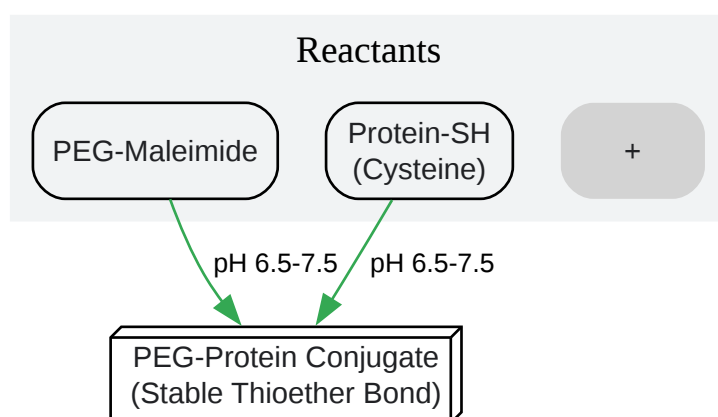 Reactants
PEG-Maleimide
Protein-SH
(Cysteine)
+
pH 6.5-7.5
pH 6.5-7.5
PEG-Protein Conjugate
(Stable Thioether Bond)